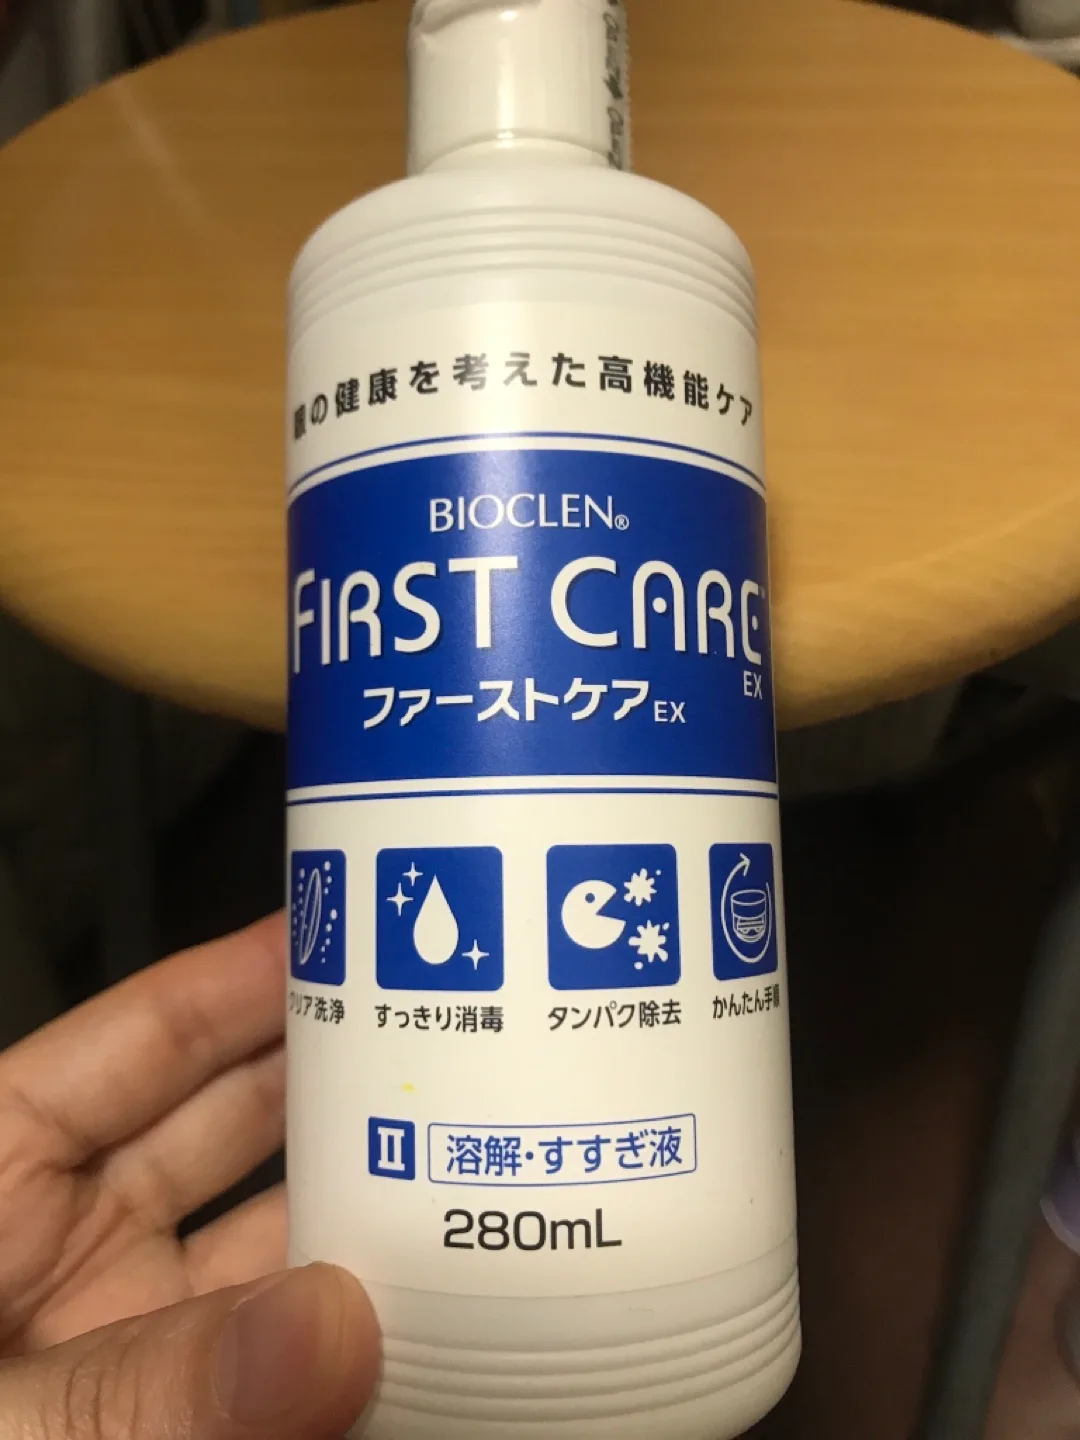 眼の健康を考えた高機能ケア
BIOCLEN®
FIRST CARE™
EX
ファーストケアEX
クリア洗浄
すっきり消毒
タンパク除去
かんたん手順
II 溶解・すすぎ液
280mL